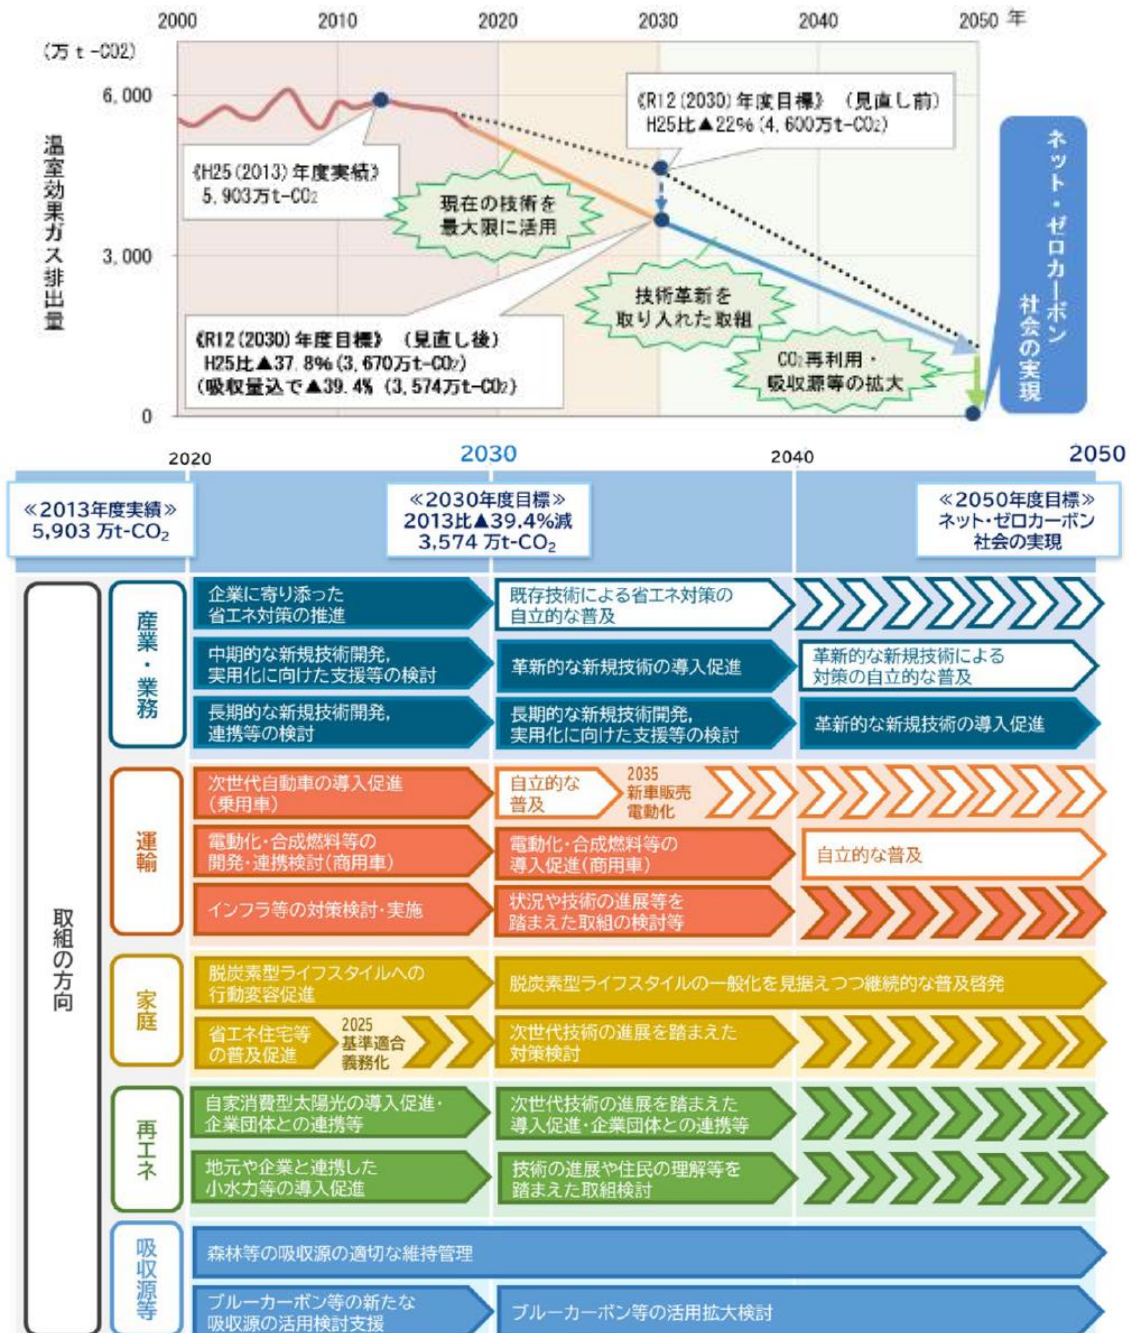 2000 2010 2020 2030 2040 2050 年
(万ｔ-CO2)
6,000
3,000
0
温室効果ガス排出量
《H25(2013)年度実績》
5,903万t-CO2
現在の技術を
最大限に活用
《R12(2030)年度目標》（見直し前）
H25比▲22%(4,600万t-CO2)
《R12(2030)年度目標》（見直し後）
H25比▲37.8%(3,670万t-CO2)
(吸収量込で▲39.4% (3,574万t-CO2)
技術革新を
取り入れた取組
CO2再利用・
吸収源等の拡大
ネット・ゼロカーボン
社会の実現
2020 2030 2040 2050
≪2013年度実績≫
5,903 万t-CO2
≪2030年度目標≫
2013比▲39.4%減
3,574 万t-CO2
≪2050年度目標≫
ネット・ゼロカーボン
社会の実現
取組の方向
産業・業務
企業に寄り添った
省エネ対策の推進
既存技術による省エネ対策の
自立的な普及
中期的な新規技術開発,
実用化に向けた支援等の検討
革新的な新規技術の導入促進
革新的な新規技術による
対策の自立的な普及
長期的な新規技術開発,
連携等の検討
長期的な新規技術開発,
実用化に向けた支援等の検討
革新的な新規技術の導入促進
運輸
次世代自動車の導入促進
(乗用車)
自立的な
普及
2035
新車販売
電動化
電動化・合成燃料等の
開発・連携検討(商用車)
電動化・合成燃料等の
導入促進(商用車)
自立的な普及
インフラ等の対策検討・実施
状況や技術の進展等を
踏まえた取組の検討等
家庭
脱炭素型ライフスタイルへの
行動変容促進
脱炭素型ライフスタイルの一般化を見据えつつ継続的な普及啓発
省エネ住宅等
の普及促進
2025
基準適合
義務化
次世代技術の進展を踏まえた
対策検討
再エネ
自家消費型太陽光の導入促進・
企業団体との連携等
次世代技術の進展を踏まえた
導入促進・企業団体との連携等
地元や企業と連携した
小水力等の導入促進
技術の進展や住民の理解等を
踏まえた取組検討
吸収源等
森林等の吸収源の適切な維持管理
ブルーカーボン等の新たな
吸収源の活用検討支援
ブルーカーボン等の活用拡大検討